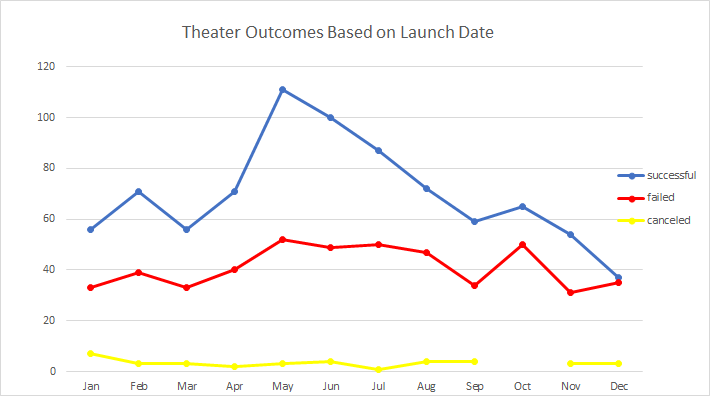 Theater Outcomes Based on Launch Date
120
100
80
60
40
20
0
Jan Feb Mar Apr May Jun Jul Aug Sep Oct Nov Dec
successful
failed
canceled